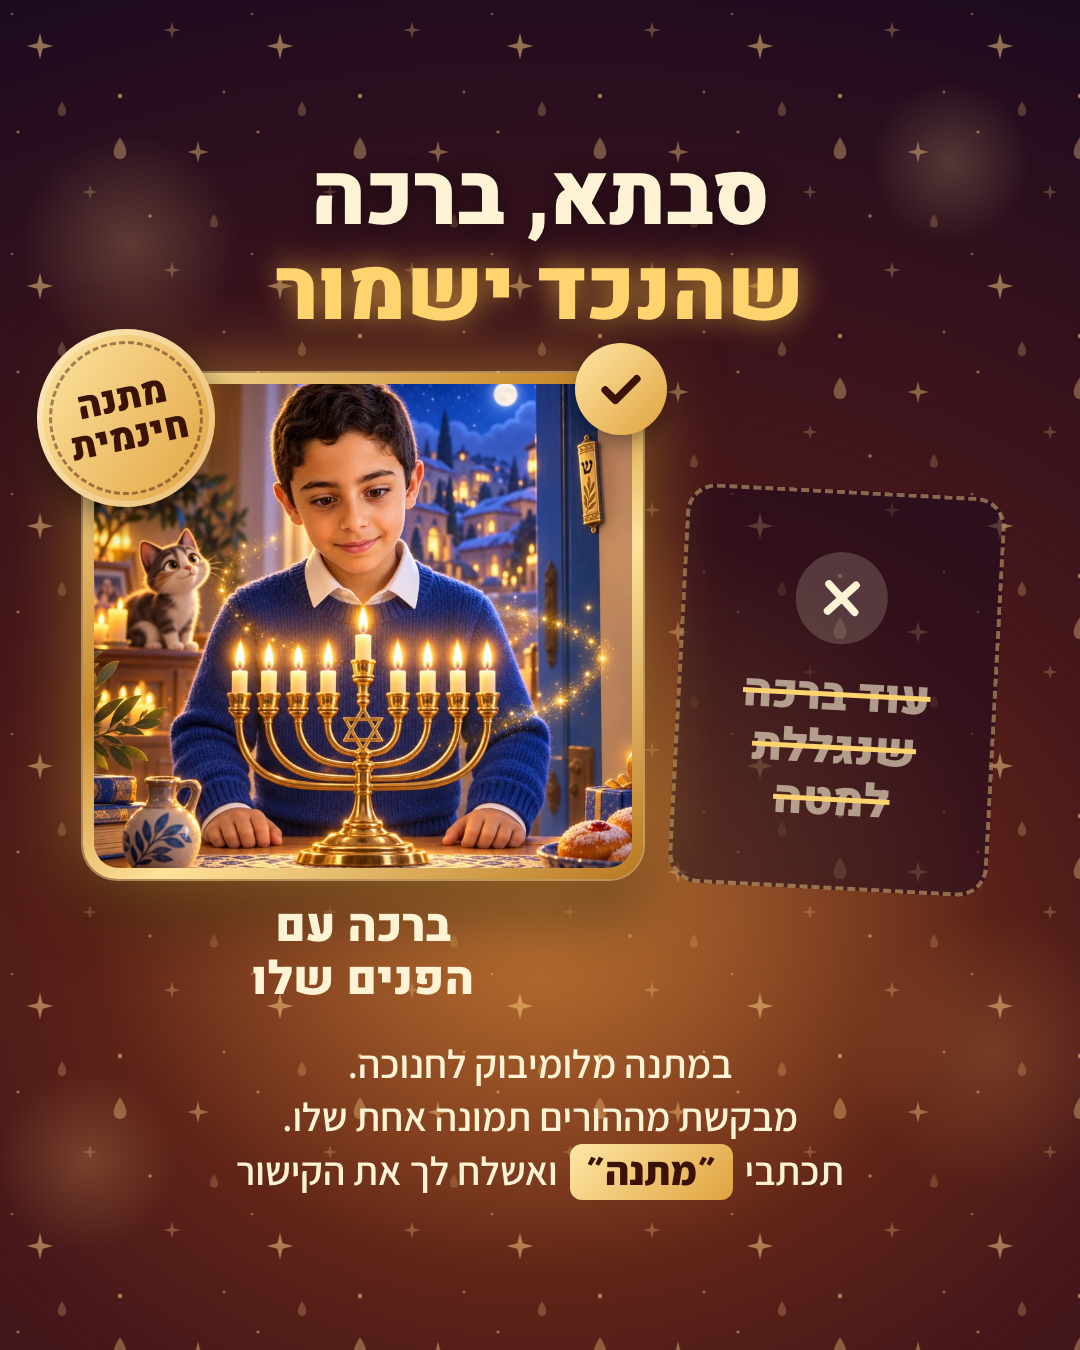 סבתא, ברכה
שהנכד ישמור
מתנה
חינמית
ש
עוד ברכה
שנגללת
למטה
ברכה עם
הפנים שלו
במתנה מלומיבוק לחנוכה.
מבקשת מההורים תמונה אחת שלו.
תכתבי ״מתנה״ ואשלח לך את הקישור